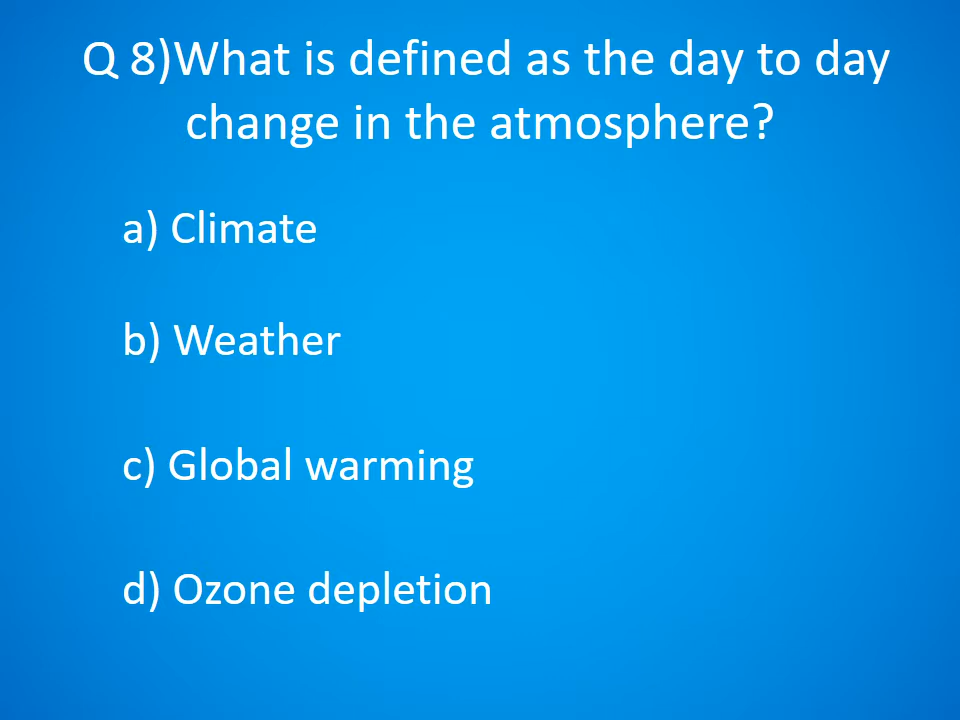 Q 8)What is defined as the day to day
change in the atmosphere?
a) Climate
b) Weather
c) Global warming
d) Ozone depletion